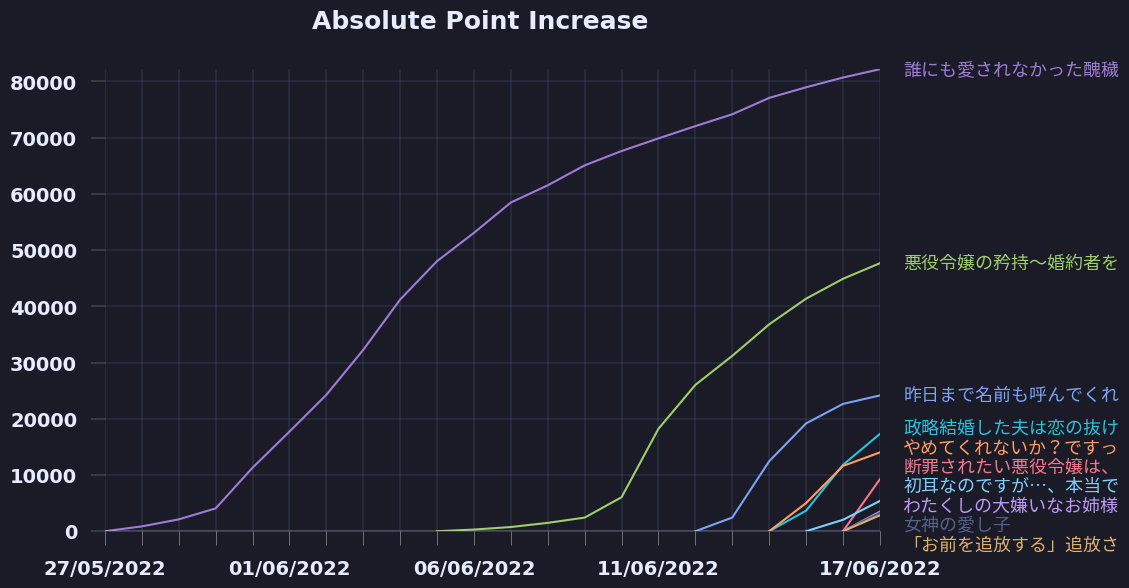 Absolute Point Increase
80000
70000
60000
50000
40000
30000
20000
10000
0
27/05/2022
01/06/2022
06/06/2022
11/06/2022
17/06/2022
誰にも愛されなかった醜穢
悪役令嬢の矜持～婚約者を
昨日まで名前も呼んでくれ
政略結婚した夫は恋の抜け
やめてくれないか？ですっ
断罪されたい悪役令嬢は、
初耳なのですが…、本当で
わたくしの大嫌いなお姉様
女神の愛し子
「お前を追放する」追放さ